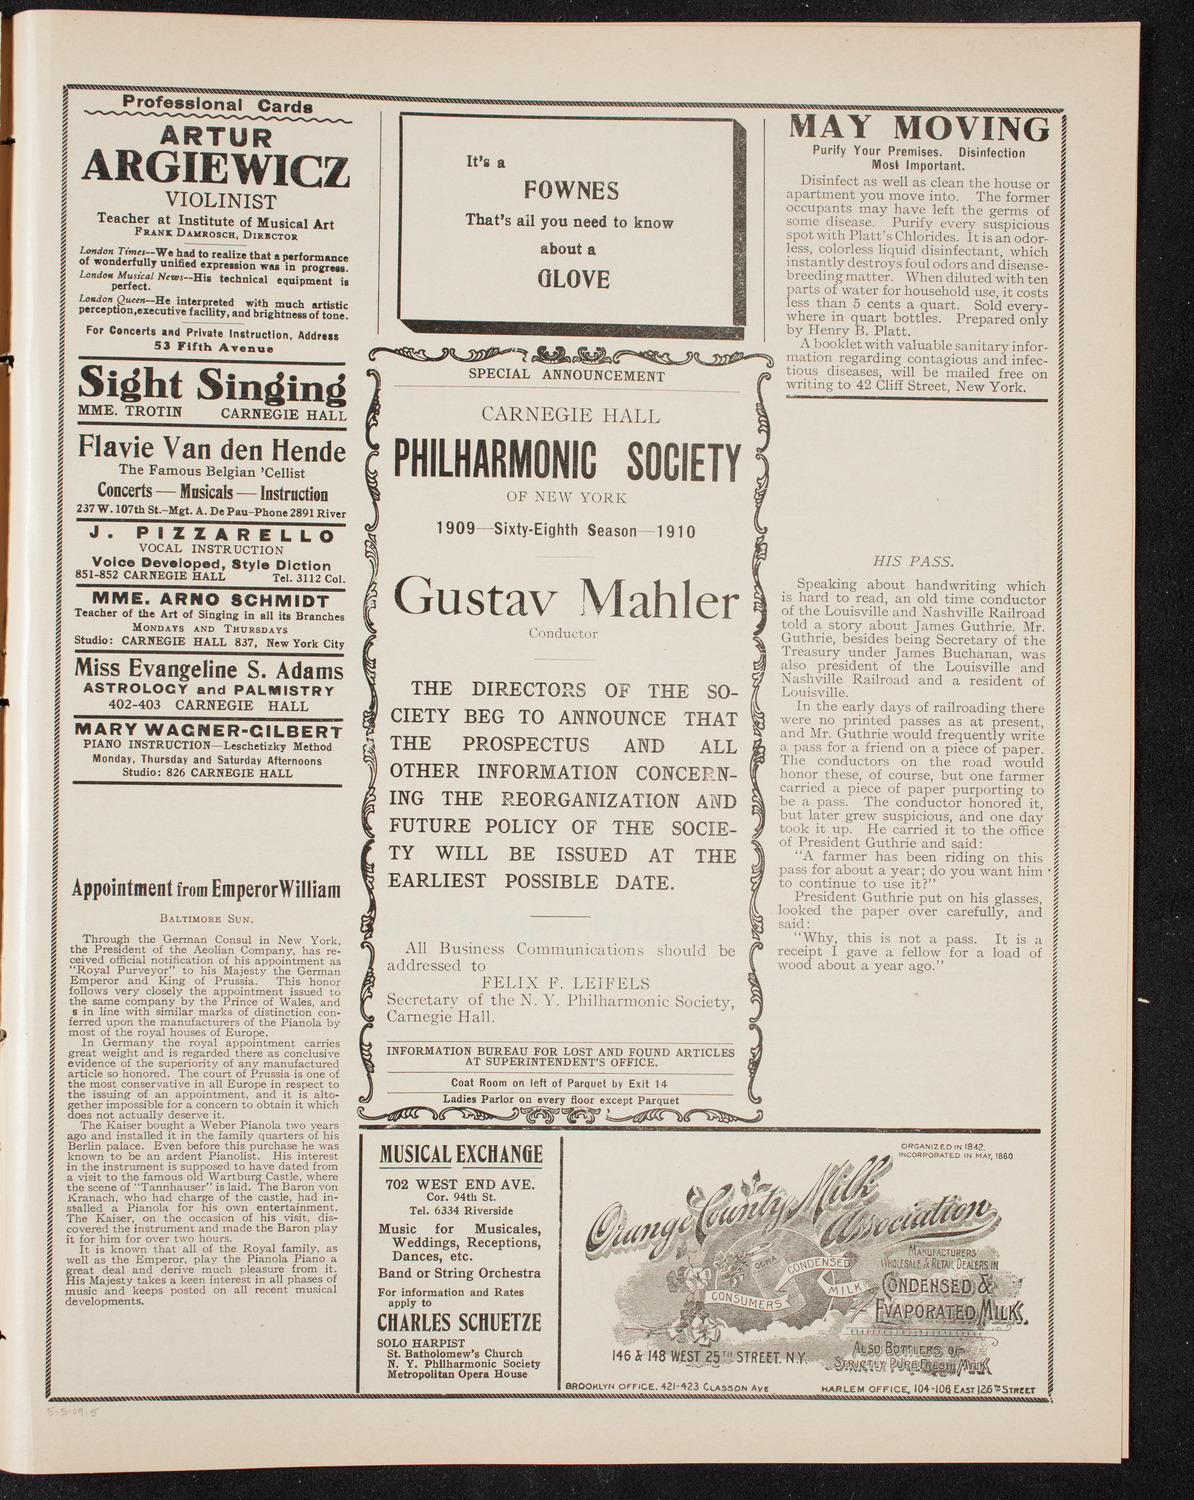 Professional Cards
ARTUR
ARGIEWICZ
VIOLINIST
Teacher at Institute of Musical Art
FRANK DAMROSCH, DIRECTOR
London Times--We had to realize that a performance
of wonderfully unified expression was in progress.
London Musical News--His technical equipment is
perfect.
London Queen--He interpreted with much artistic
perception, executive facility, and brightness of tone.
For Concerts and Private Instruction, Address
53 Fifth Avenue
Sight Singing
MME. TROTIN CARNEGIE HALL
Flavie Van den Hende
The Famous Belgian 'Cellist
Concerts — Musicals — Instruction
237 W. 107th St.-Mgt. A. De Pau-Phone 2891 River
J. PIZZARELLO
VOCAL INSTRUCTION
Voice Developed, Style Diction
851-852 CARNEGIE HALL Tel. 3112 Col.
MME. ARNO SCHMIDT
Teacher of the Art of Singing in all its Branches
MONDAYS AND THURSDAYS
Studio: CARNEGIE HALL 837, New York City
Miss Evangeline S. Adams
ASTROLOGY and PALMISTRY
402-403 CARNEGIE HALL
MARY WAGNER-GILBERT
PIANO INSTRUCTION—Leschetizky Method
Monday, Thursday and Saturday Afternoons
Studio: 826 CARNEGIE HALL
Appointment from Emperor William
BALTIMORE SUN.
Through the German Consul in New York,
the President of the Aeolian Company, has re-
ceived official notification of his appointment as
"Royal Purveyor" to his Majesty the German
Emperor and King of Prussia. This honor
follows very closely the appointment issued to
the same company by the Prince of Wales, and
s in line with similar marks of distinction con-
ferred upon the manufacturers of the Pianola by
most of the royal houses of Europe.
In Germany the royal appointment carries
great weight and is regarded there as conclusive
evidence of the superiority of any manufactured
article so honored. The court of Prussia is one of
the most conservative in all Europe in respect to
the issuing of an appointment, and it is alto-
gether impossible for a concern to obtain it which
does not actually deserve it.
The Kaiser bought a Weber Pianola two years
ago and installed it in the family quarters of his
Berlin palace. Even before this purchase he was
known to be an ardent Pianolist. His interest
in the instrument is supposed to have dated from
a visit to the famous old Wartburg Castle, where
the scene of "Tannhauser" is laid. The Baron von
Kranach, who had charge of the castle, had in-
stalled a Pianola for his own entertainment.
The Kaiser, on the occasion of his visit, dis-
covered the instrument and made the Baron play
it for him for over two hours.
It is known that all of the Royal family, as
well as the Emperor, play the Pianola Piano a
great deal and derive much pleasure from it.
His Majesty takes a keen interest in all phases of
music and keeps posted on all recent musical
developments.
It's a
FOWNES
That's all you need to know
about a
GLOVE
SPECIAL ANNOUNCEMENT
CARNEGIE HALL
PHILHARMONIC SOCIETY
OF NEW YORK
1909—Sixty-Eighth Season—1910
Gustav Mahler
Conductor
THE DIRECTORS OF THE SO-
CIETY BEG TO ANNOUNCE THAT
THE PROSPECTUS AND ALL
OTHER INFORMATION CONCERN-
ING THE REORGANIZATION AND
FUTURE POLICY OF THE SOCIE-
TY WILL BE ISSUED AT THE
EARLIEST POSSIBLE DATE.
All Business Communications should be
addressed to
FELIX F. LEIFELS
Secretary of the N. Y. Philharmonic Society,
Carnegie Hall.
INFORMATION BUREAU FOR LOST AND FOUND ARTICLES
AT SUPERINTENDENT'S OFFICE.
Coat Room on left of Parquet by Exit 14
Ladies Parlor on every floor except Parquet
MAY MOVING
Purify Your Premises. Disinfection
Most Important.
Disinfect as well as clean the house or
apartment you move into. The former
occupants may have left the germs of
some disease. Purify every suspicious
spot with Platt's Chlorides. It is an odor-
less, colorless liquid disinfectant, which
instantly destroys foul odors and disease-
breeding matter. When diluted with ten
parts of water for household use, it costs
less than 5 cents a quart. Sold every-
where in quart bottles. Prepared only
by Henry B. Platt.
A booklet with valuable sanitary infor-
mation regarding contagious and infec-
tious diseases, will be mailed free on
writing to 42 Cliff Street, New York.
HIS PASS.
Speaking about handwriting which
is hard to read, an old time conductor
of the Louisville and Nashville Railroad
told a story about James Guthrie. Mr.
Guthrie, besides being Secretary of the
Treasury under James Buchanan, was
also president of the Louisville and
Nashville Railroad and a resident of
Louisville.
In the early days of railroading there
were no printed passes as at present,
and Mr. Guthrie would frequently write
a pass for a friend on a piece of paper.
The conductors on the road would
honor these, of course, but one farmer
carried a piece of paper purporting to
be a pass. The conductor honored it,
but later grew suspicious, and one day
took it up. He carried it to the office
of President Guthrie and said:
"A farmer has been riding on this
pass for about a year; do you want him
to continue to use it?"
President Guthrie put on his glasses,
looked the paper over carefully, and
said:
"Why, this is not a pass. It is a
receipt I gave a fellow for a load of
wood about a year ago."
MUSICAL EXCHANGE
702 WEST END AVE.
Cor. 94th St.
Tel. 6334 Riverside
Music for Musicales,
Weddings, Receptions,
Dances, etc.
Band or String Orchestra
For information and Rates
apply to
CHARLES SCHUETZE
SOLO HARPIST
St. Bartholomew's Church
N. Y. Philharmonic Society
Metropolitan Opera House
ORGANIZED IN 1842.
INCORPORATED IN MAY, 1860
Orange County Milk
Association
MANUFACTURERS
WHOLESALE & RETAIL DEALERS IN
CONDENSED &
EVAPORATED MILKS,
OCMA
CONSUMERS
CONDENSED
MILK
ALSO BOTTLERS OF
STRICTLY PURE FRESH MILK
146 & 148 WEST 25TH STREET, N.Y.
BROOKLYN OFFICE, 421-423 CLASSON AVE
HARLEM OFFICE, 104-106 EAST 126TH STREET
5-5-09, 5